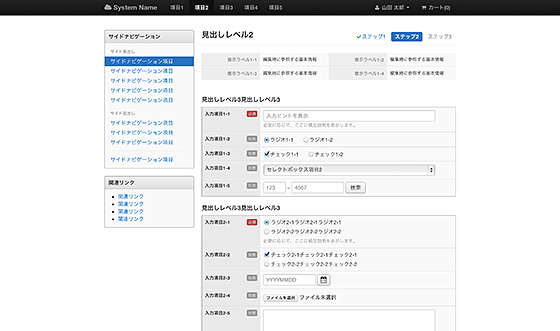 System Name 項目1 項目2 項目3 項目4 項目5 山田 太郎 カート(0)
サイドナビゲーション
サイド見出し
サイドナビゲーション項目
サイドナビゲーション項目
サイドナビゲーション項目
サイドナビゲーション項目
サイドナビゲーション項目
サイド見出し
サイドナビゲーション項目
サイドナビゲーション項目
サイドナビゲーション項目
サイドナビゲーション項目
関連リンク
関連リンク
関連リンク
関連リンク
関連リンク
見出しレベル2
ステップ1 ステップ2 ステップ3
表示ラベル1-1 編集時に参照する基本情報 表示ラベル1-2 編集時に参照する基本情報
表示ラベル1-3 編集時に参照する基本情報 表示ラベル1-4 編集時に参照する基本情報
見出しレベル3見出しレベル3
入力項目1-1 必須 入力ヒントを表示
必要に応じて、ここに補足説明を表示します。
入力項目1-2 任意 ラジオ1-1 ラジオ1-2
入力項目1-3 任意 チェック1-1 チェック1-2
入力項目1-4 任意 セレクトボックス選択2
入力項目1-5 任意 123 - 4567 検索
見出しレベル3見出しレベル3
入力項目2-1 必須 ラジオ2-1ラジオ2-1ラジオ2-1
ラジオ2-2ラジオ2-2ラジオ2-2
必要に応じて、ここに補足説明を表示します。
入力項目2-2 任意 チェック2-1チェック2-1チェック2-1
チェック2-2チェック2-2チェック2-2
入力項目2-3 任意 YYYY/MM/DD
入力項目2-4 任意 ファイルを選択 ファイル未選択
入力項目2-5 任意